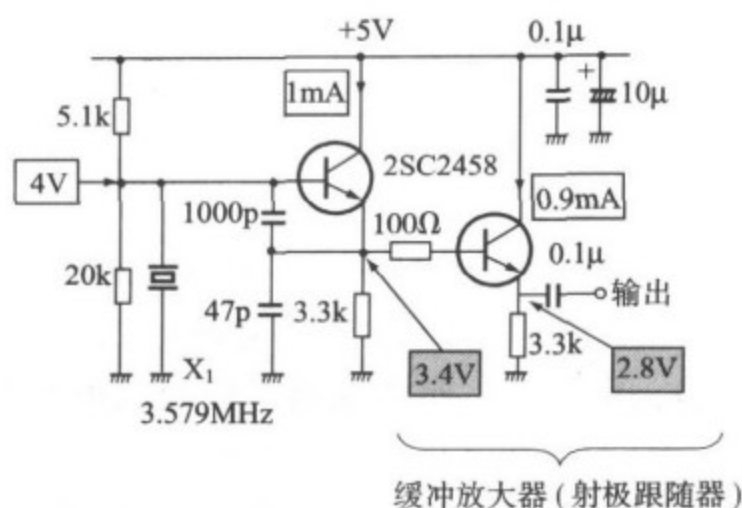 +5V
0.1μ
1mA
+
10μ
5.1k
2SC2458
4V
0.9mA
1000p
100Ω
0.1μ
20k
输出
47p
3.3k
3.3k
X₁
3.4V
2.8V
3.579MHz
缓冲放大器(射极跟随器)